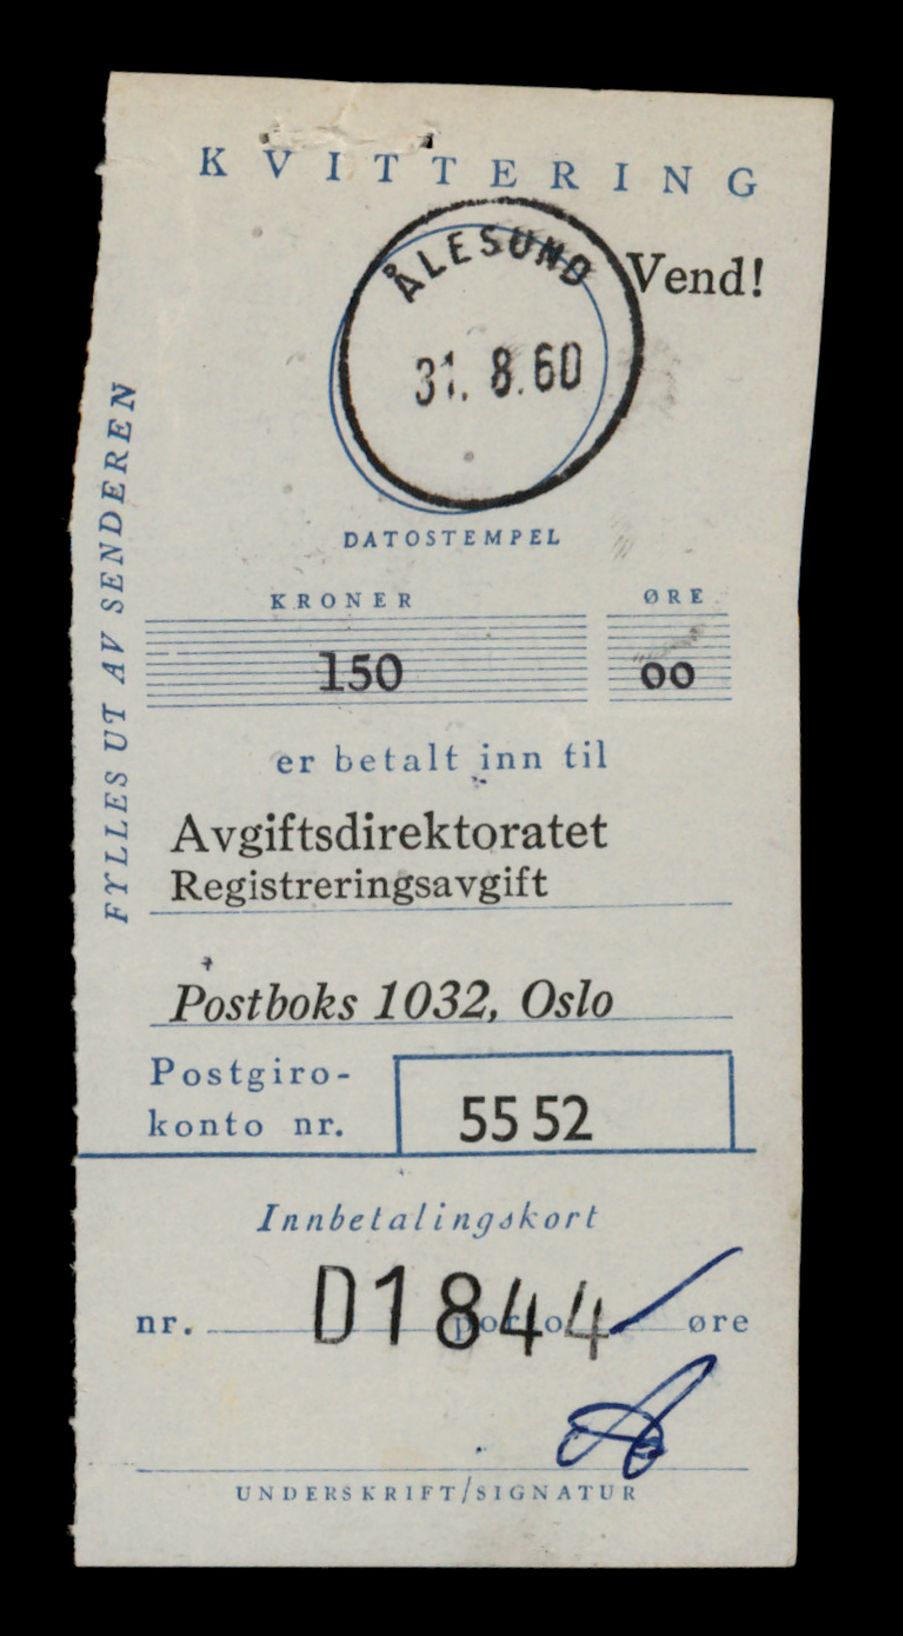 KVITTERING
ÅLESUND
Vend!
31. 8. 60
DATOSTEMPEL
FYLLES UT AV SENDEREN
KRONER ØRE
150 00
er betalt inn til
Avgiftsdirektoratet
Registreringsavgift
Postboks 1032, Oslo
Postgiro-
konto nr. 55 52
Innbetalingskort
nr. D1844 porto øre
UNDERSKRIFT/SIGNATUR